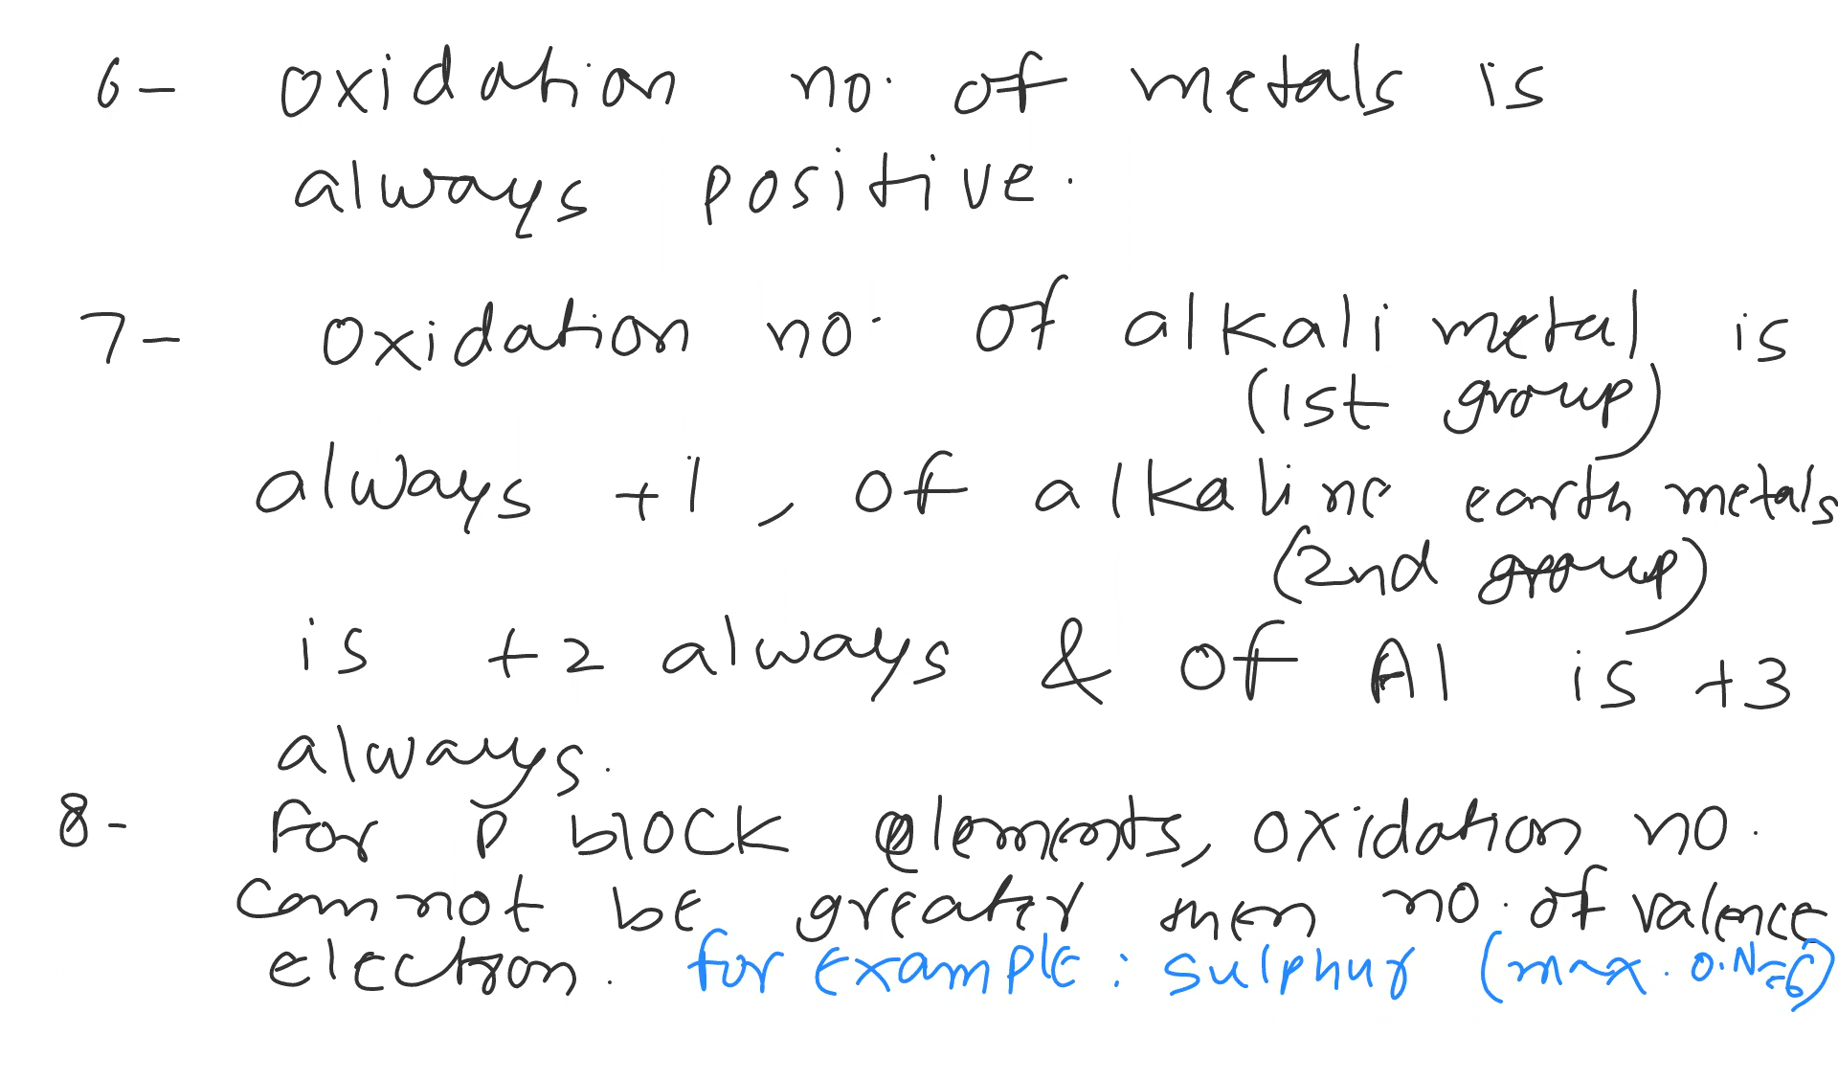 6- oxidation no. of metals is
always positive.
7- oxidation no. of alkali metal is
(1st group)
always +1, of alkaline earth metals
(2nd group)
is +2 always & of Al is +3
always.
8- For P block elements, oxidation no.
cannot be greater then no. of valence
electron. for Example : Sulphur (max. O.N=6)